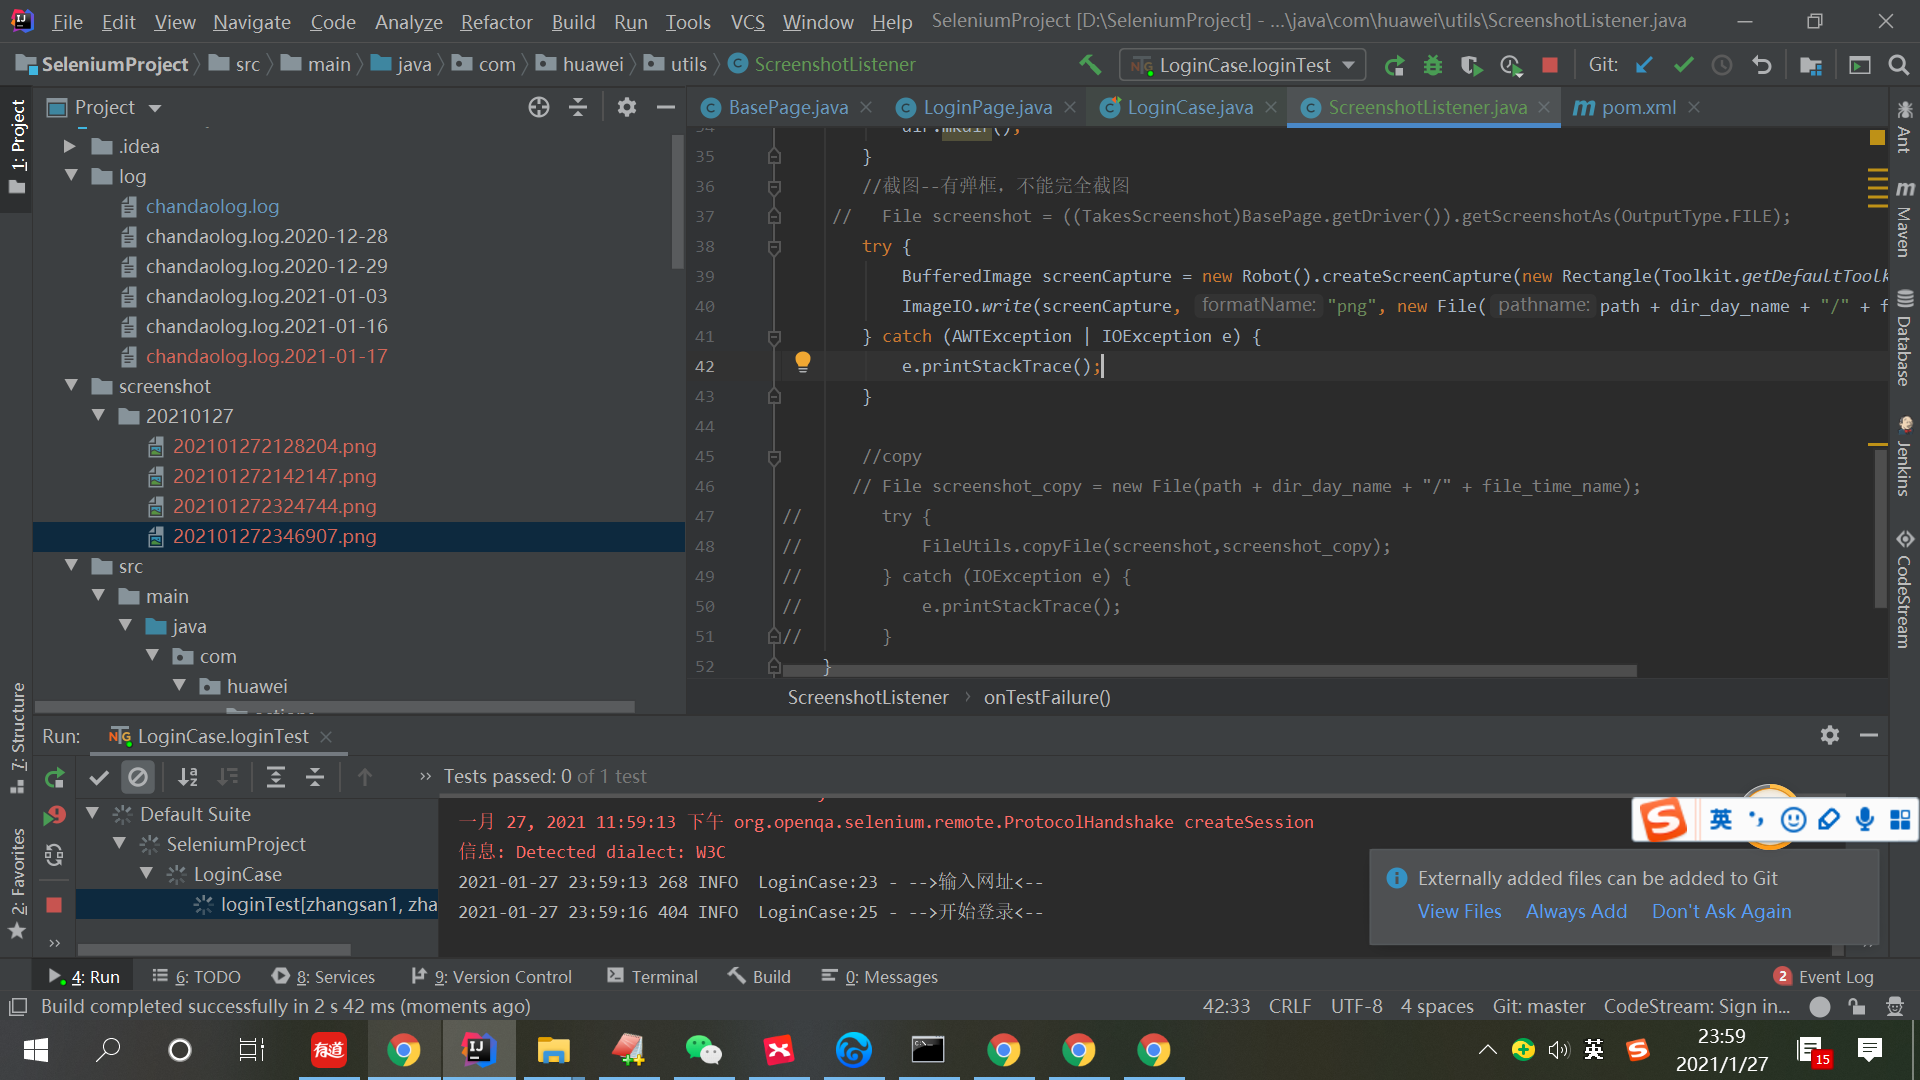 File Edit View Navigate Code Analyze Refactor Build Run Tools VCS Window Help SeleniumProject [D:\SeleniumProject] - ...\java\com\huawei\utils\ScreenshotListener.java
SeleniumProject src main java com huawei utils ScreenshotListener LoginCase.loginTest Git:
Project
BasePage.java LoginPage.java LoginCase.java ScreenshotListener.java pom.xml
1: Project
7: Structure
2: Favorites
.idea
log
chandaolog.log
chandaolog.log.2020-12-28
chandaolog.log.2020-12-29
chandaolog.log.2021-01-03
chandaolog.log.2021-01-16
chandaolog.log.2021-01-17
screenshot
20210127
202101272128204.png
202101272142147.png
202101272324744.png
202101272346907.png
src
main
java
com
huawei
34 dir.mkdir();
35 }
36 //截图--有弹框，不能完全截图
37 // File screenshot = ((TakesScreenshot)BasePage.getDriver()).getScreenshotAs(OutputType.FILE);
38 try {
39 BufferedImage screenCapture = new Robot().createScreenCapture(new Rectangle(Toolkit.getDefaultToolk
40 ImageIO.write(screenCapture, formatName: "png", new File( pathname: path + dir_day_name + "/" + f
41 } catch (AWTException | IOException e) {
42 e.printStackTrace();
43 }
44
45 //copy
46 // File screenshot_copy = new File(path + dir_day_name + "/" + file_time_name);
47 // try {
48 // FileUtils.copyFile(screenshot,screenshot_copy);
49 // } catch (IOException e) {
50 // e.printStackTrace();
51 // }
52 }
ScreenshotListener › onTestFailure()
Ant
Maven
Database
Jenkins
CodeStream
Run: LoginCase.loginTest
Tests passed: 0 of 1 test
Default Suite
SeleniumProject
LoginCase
loginTest[zhangsan1, zha
一月 27, 2021 11:59:13 下午 org.openqa.selenium.remote.ProtocolHandshake createSession
信息: Detected dialect: W3C
2021-01-27 23:59:13 268 INFO LoginCase:23 - -->输入网址<--
2021-01-27 23:59:16 404 INFO LoginCase:25 - -->开始登录<--
英
Externally added files can be added to Git
View Files Always Add Don't Ask Again
4: Run 6: TODO 8: Services 9: Version Control Terminal Build 0: Messages 2 Event Log
Build completed successfully in 2 s 42 ms (moments ago) 42:33 CRLF UTF-8 4 spaces Git: master CodeStream: Sign in...
有道
英
23:59
2021/1/27
15